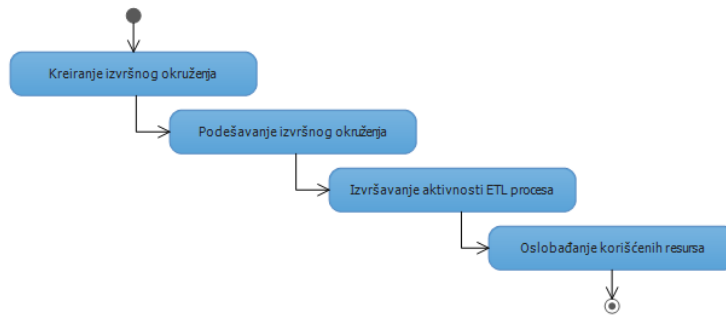 Kreiranje izvršnog okruženja
Podešavanje izvršnog okruženja
Izvršavanje aktivnosti ETL procesa
Oslobađanje korišćenih resursa